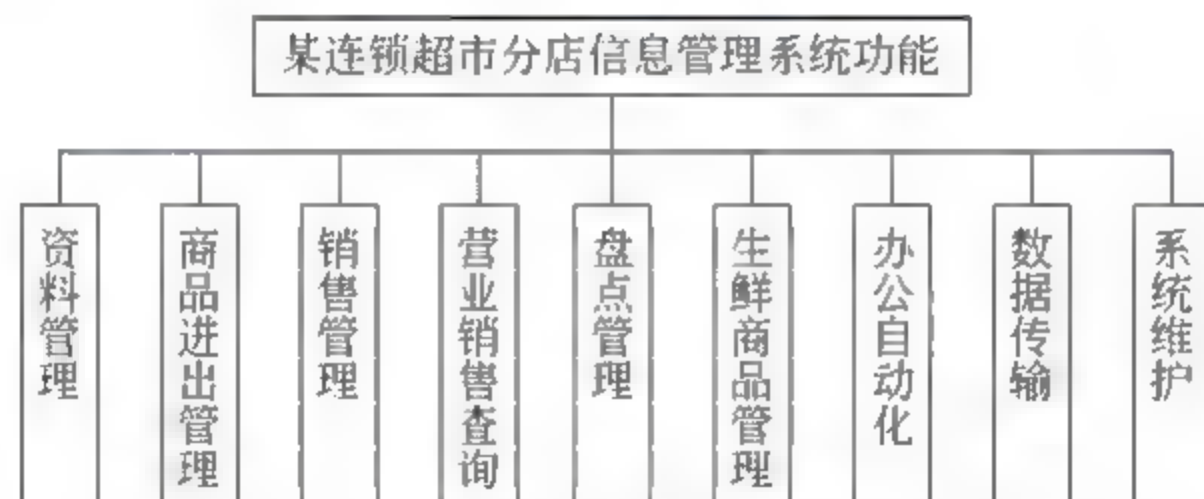 某连锁超市分店信息管理系统功能
资料管理
商品进出管理
销售管理
营业销售查询
盘点管理
生鲜商品管理
办公自动化
数据传输
系统维护